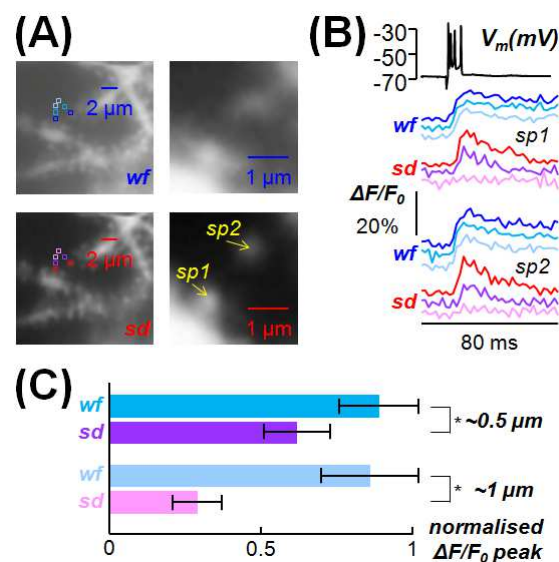 (A)
2 µm
wf
1 µm
2 µm
sd
sp2
sp1
1 µm
(B)
-30
-50
-70
Vm(mV)
wf
sp1
sd
ΔF/F0
20%
wf
sp2
sd
80 ms
(C)
wf
sd
* ~0.5 µm
wf
sd
* ~1 µm
0
0.5
1
normalised
ΔF/F0 peak